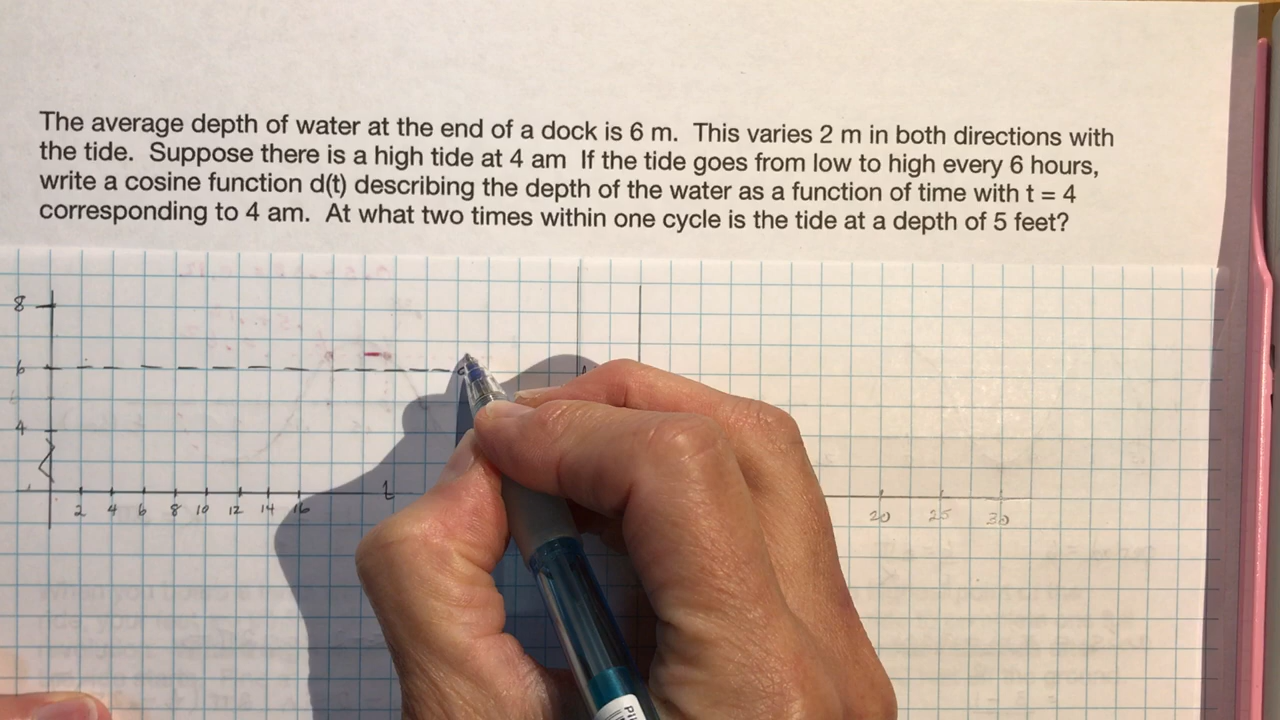 The average depth of water at the end of a dock is 6 m. This varies 2 m in both directions with
the tide. Suppose there is a high tide at 4 am If the tide goes from low to high every 6 hours,
write a cosine function d(t) describing the depth of the water as a function of time with t = 4
corresponding to 4 am. At what two times within one cycle is the tide at a depth of 5 feet?
8
6
4
t
2 4 6 8 10 12 14 16
20 25 30